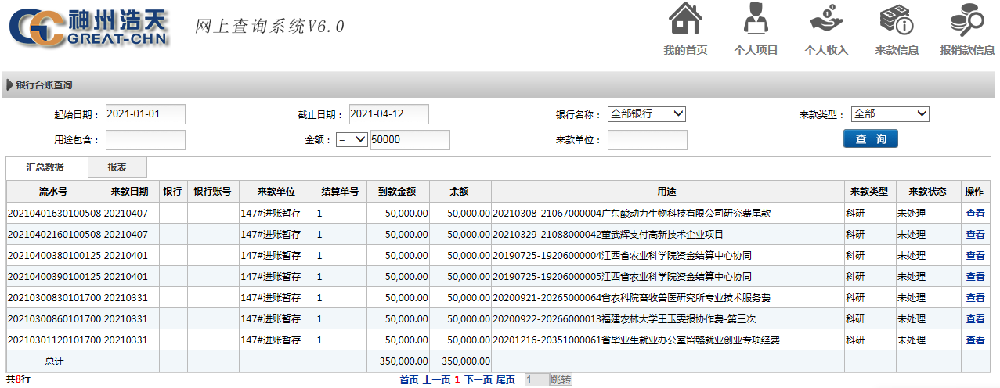 神州浩天
GREAT-CHN
网上查询系统V6.0
我的首页 个人项目 个人收入 来款信息 报销款信息
银行台账查询
起始日期： 2021-01-01 截止日期： 2021-04-12 银行名称： 全部银行 来款类型： 全部
用途包含： 金额： = 50000 来款单位： 查 询
汇总数据 报表
流水号 来款日期 银行 银行账号 来款单位 结算单号 到款金额 余额 用途 来款类型 来款状态 操作
20210401630100508 20210407 147#进账暂存 1 50,000.00 50,000.00 20210308-21067000004广东酸动力生物科技有限公司研究费尾款 科研 未处理 查看
20210402160100508 20210407 147#进账暂存 1 50,000.00 50,000.00 20210329-21088000042董武辉支付高新技术企业项目 科研 未处理 查看
20210400380100125 20210401 147#进账暂存 1 50,000.00 50,000.00 20190725-19206000004江西省农业科学院资金结算中心协同 科研 未处理 查看
20210400390100125 20210401 147#进账暂存 1 50,000.00 50,000.00 20190725-19206000005江西省农业科学院资金结算中心协同 科研 未处理 查看
20210300830101700 20210331 147#进账暂存 1 50,000.00 50,000.00 20200921-20265000064省农科院畜牧兽医研究所专业技术服务费 科研 未处理 查看
20210300860101700 20210331 147#进账暂存 1 50,000.00 50,000.00 20200922-20266000013福建农林大学王玉雯报协作费-第三次 科研 未处理 查看
20210301120101700 20210331 147#进账暂存 1 50,000.00 50,000.00 20201216-20351000061省毕业生就业办公室留赣就业创业专项经费 科研 未处理 查看
总计 350,000.00 350,000.00
共8行 首页 上一页 1 下一页 尾页 1 跳转